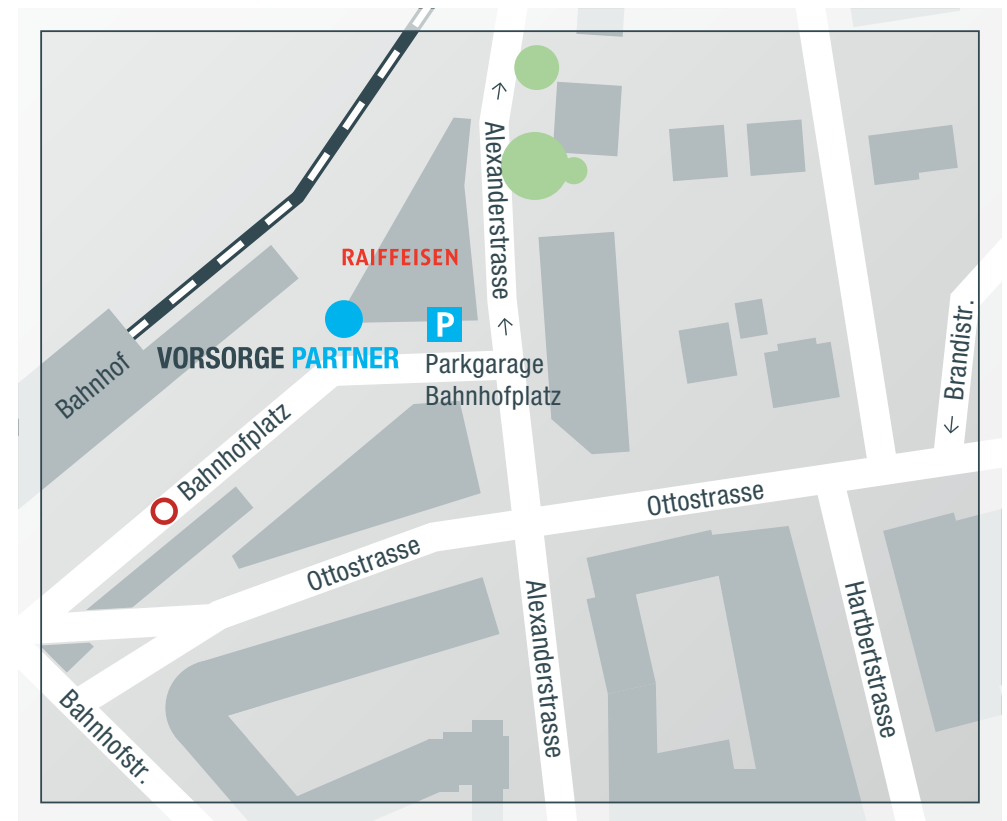 Alexanderstrasse
RAIFFEISEN
P
VORSORGE PARTNER
Parkgarage
Bahnhofplatz
Bahnhof
Brandistr.
Bahnhofplatz
Ottostrasse
Ottostrasse
Alexanderstrasse
Hartbertstrasse
Bahnhofstr.